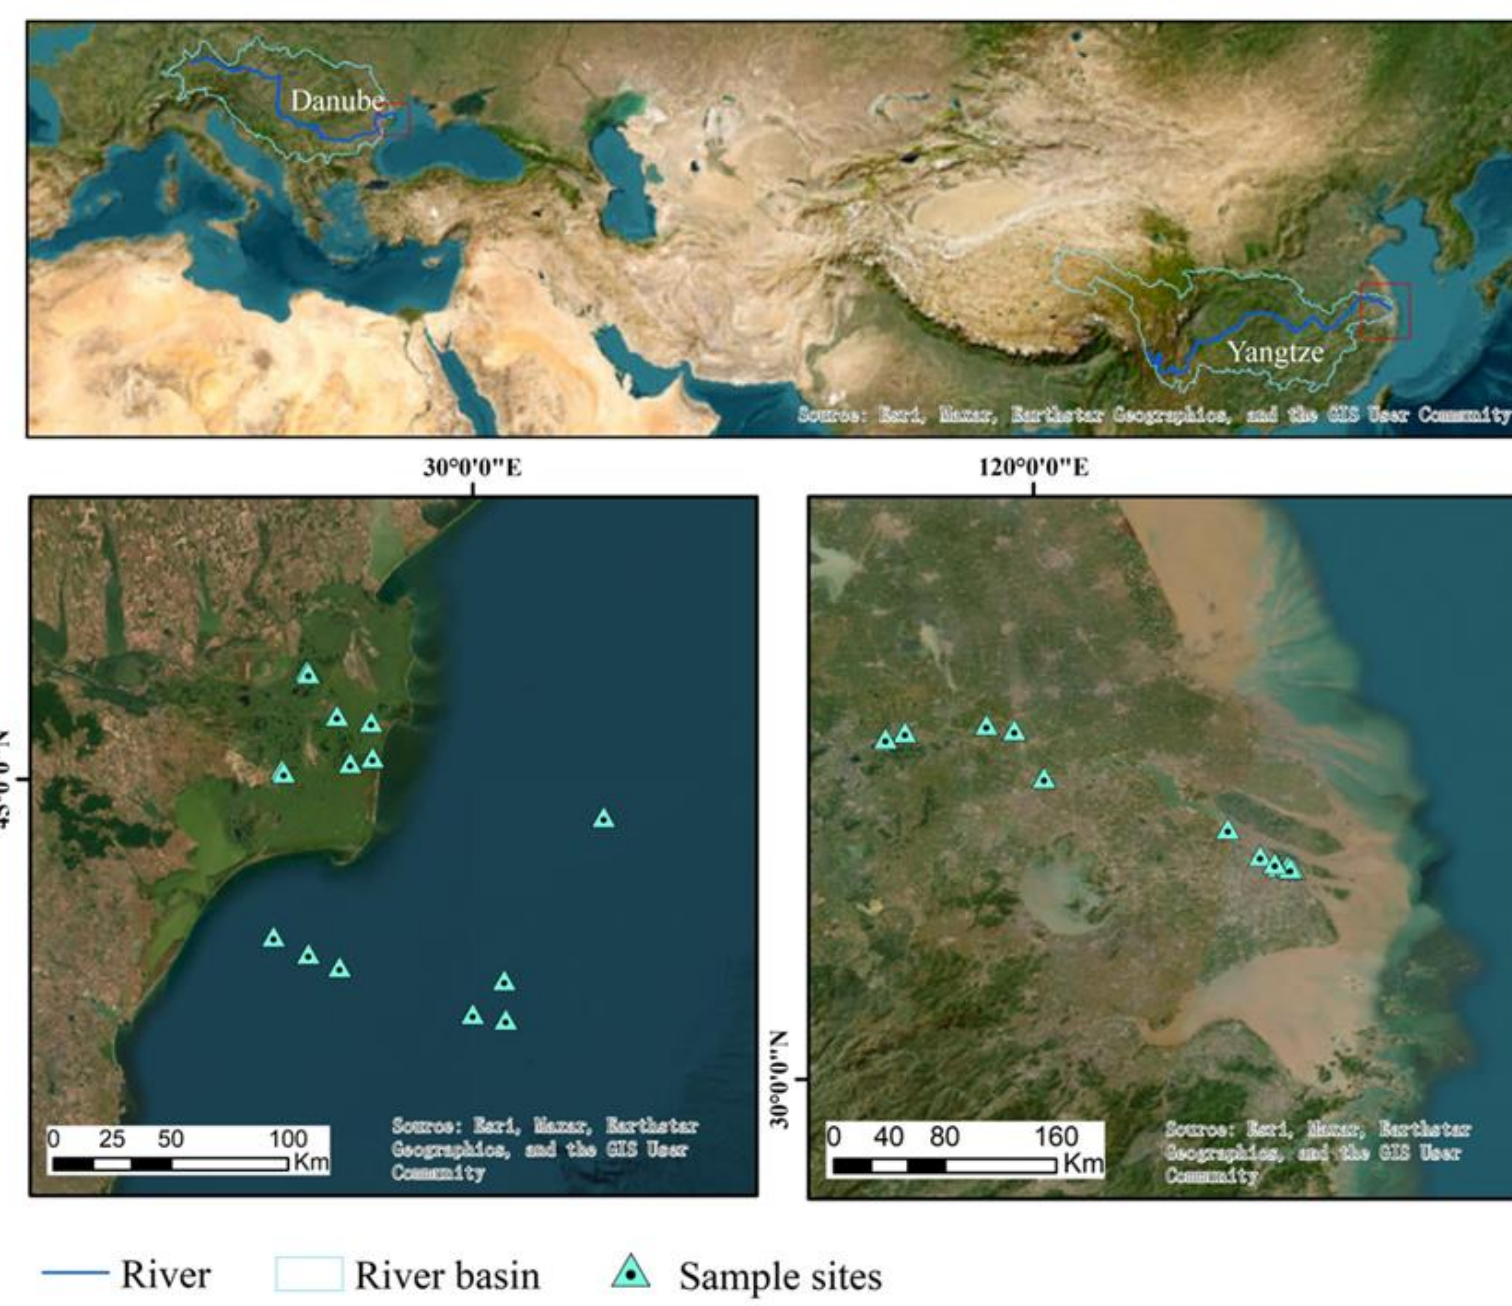 Danube
Yangtze
Source: Esri, Maxar, Earthstar Geographics, and the GIS User Community
30°0'0"E
120°0'0"E
30°0'0"N
0 25 50 100
Km
Source: Esri, Maxar, Earthstar
Geographics, and the GIS User
Community
0 40 80 160
Km
Source: Esri, Maxar, Earthstar
Geographics, and the GIS User
Community
River
River basin
Sample sites